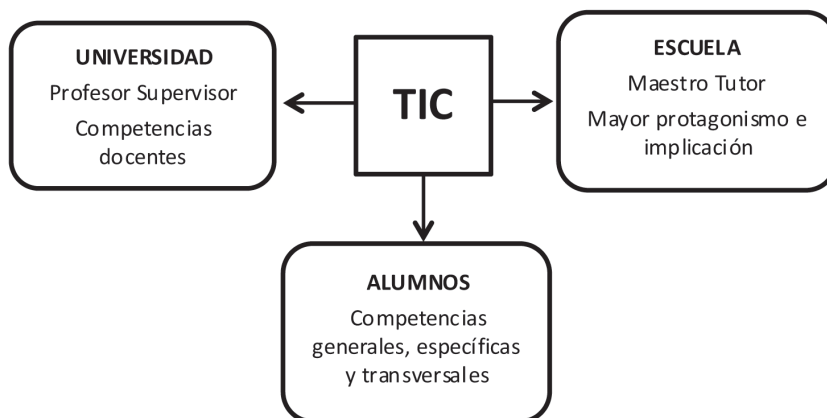 UNIVERSIDAD
Profesor Supervisor
Competencias
docentes
TIC
ESCUELA
Maestro Tutor
Mayor protagonismo e
implicación
ALUMNOS
Competencias
generales, específicas
y transversales